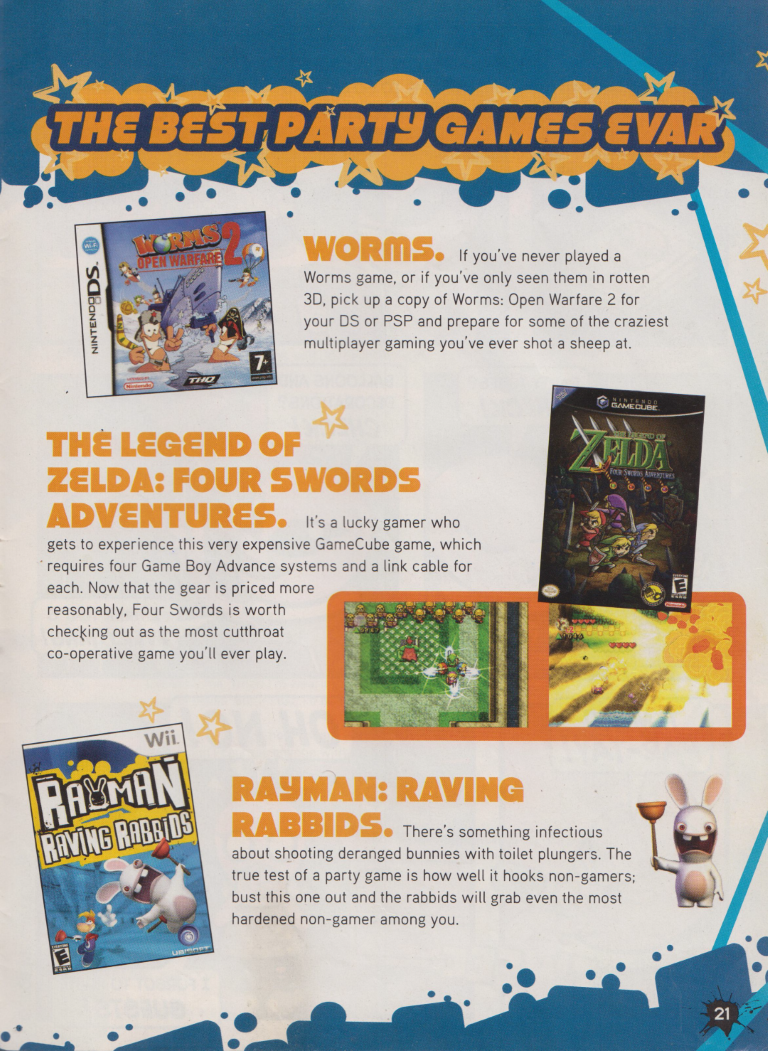 THE BEST PARTY GAMES EVAR
NINTENDO DS
Wi-Fi
WORMS 2
OPEN WARFARE
7+
Nintendo
THQ
WORMS. If you've never played a
Worms game, or if you've only seen them in rotten
3D, pick up a copy of Worms: Open Warfare 2 for
your DS or PSP and prepare for some of the craziest
multiplayer gaming you've ever shot a sheep at.
NINTENDO
GAMECUBE
THE LEGEND OF
ZELDA
FOUR SWORDS ADVENTURES
EVERYONE
E
Nintendo
THE LEGEND OF
ZELDA: FOUR SWORDS
ADVENTURES. It's a lucky gamer who
gets to experience this very expensive GameCube game, which
requires four Game Boy Advance systems and a link cable for
each. Now that the gear is priced more
reasonably, Four Swords is worth
checking out as the most cutthroat
co-operative game you'll ever play.
Wii
RAYMAN
RAVING RABBIDS
EVERYONE
E
UBISOFT
RAYMAN: RAVING
RABBIDS. There's something infectious
about shooting deranged bunnies with toilet plungers. The
true test of a party game is how well it hooks non-gamers;
bust this one out and the rabbids will grab even the most
hardened non-gamer among you.
21